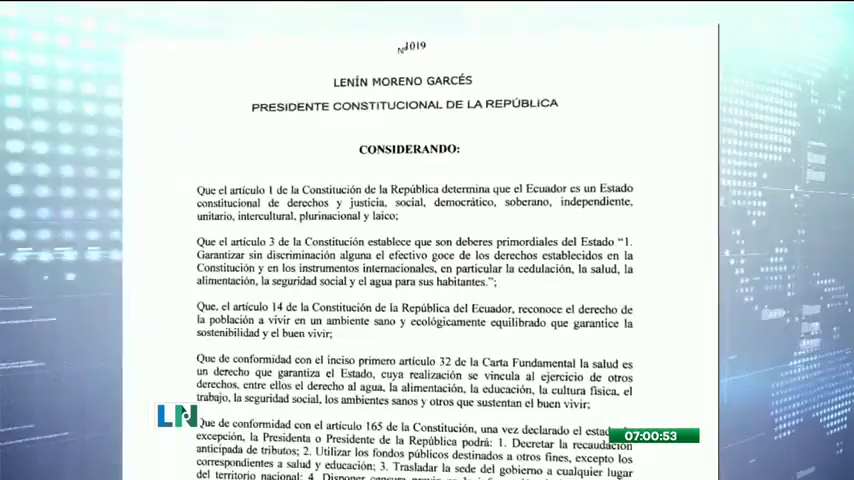 Nº1019
LENÍN MORENO GARCÉS
PRESIDENTE CONSTITUCIONAL DE LA REPÚBLICA
CONSIDERANDO:
Que el artículo 1 de la Constitución de la República determina que el Ecuador es un Estado
constitucional de derechos y justicia, social, democrático, soberano, independiente,
unitario, intercultural, plurinacional y laico;
Que el artículo 3 de la Constitución establece que son deberes primordiales del Estado “1.
Garantizar sin discriminación alguna el efectivo goce de los derechos establecidos en la
Constitución y en los instrumentos internacionales, en particular la cedulación, la salud, la
alimentación, la seguridad social y el agua para sus habitantes.”;
Que, el artículo 14 de la Constitución de la República del Ecuador, reconoce el derecho de
la población a vivir en un ambiente sano y ecológicamente equilibrado que garantice la
sostenibilidad y el buen vivir;
Que de conformidad con el inciso primero artículo 32 de la Carta Fundamental la salud es
un derecho que garantiza el Estado, cuya realización se vincula al ejercicio de otros
derechos, entre ellos el derecho al agua, la alimentación, la educación, la cultura física, el
trabajo, la seguridad social, los ambientes sanos y otros que sustentan el buen vivir;
Que de conformidad con el artículo 165 de la Constitución, una vez declarado el estado
excepción, la Presidenta o Presidente de la República podrá: 1. Decretar la recaudación
anticipada de tributos; 2. Utilizar los fondos públicos destinados a otros fines, excepto los
correspondientes a salud y educación; 3. Trasladar la sede del gobierno a cualquier lugar
del territorio nacional; 4. Disponer censura previa en la información
LN
07:00:53